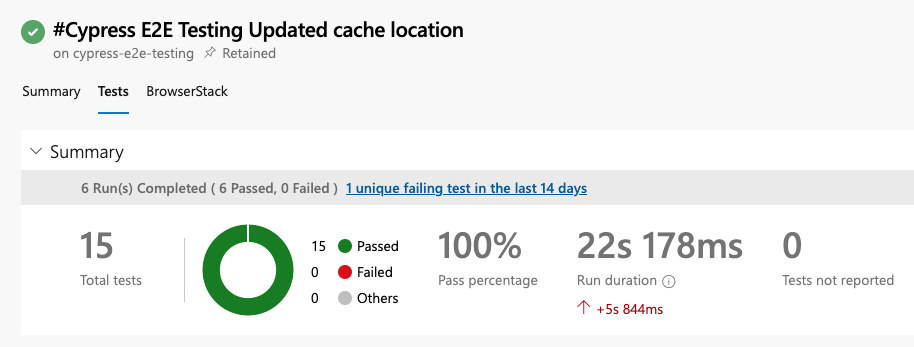 #Cypress E2E Testing Updated cache location
on cypress-e2e-testing Retained
Summary Tests BrowserStack
Summary
6 Run(s) Completed ( 6 Passed, 0 Failed ) 1 unique failing test in the last 14 days
15
Total tests
15 Passed
0 Failed
0 Others
100%
Pass percentage
22s 178ms
Run duration
+5s 844ms
0
Tests not reported